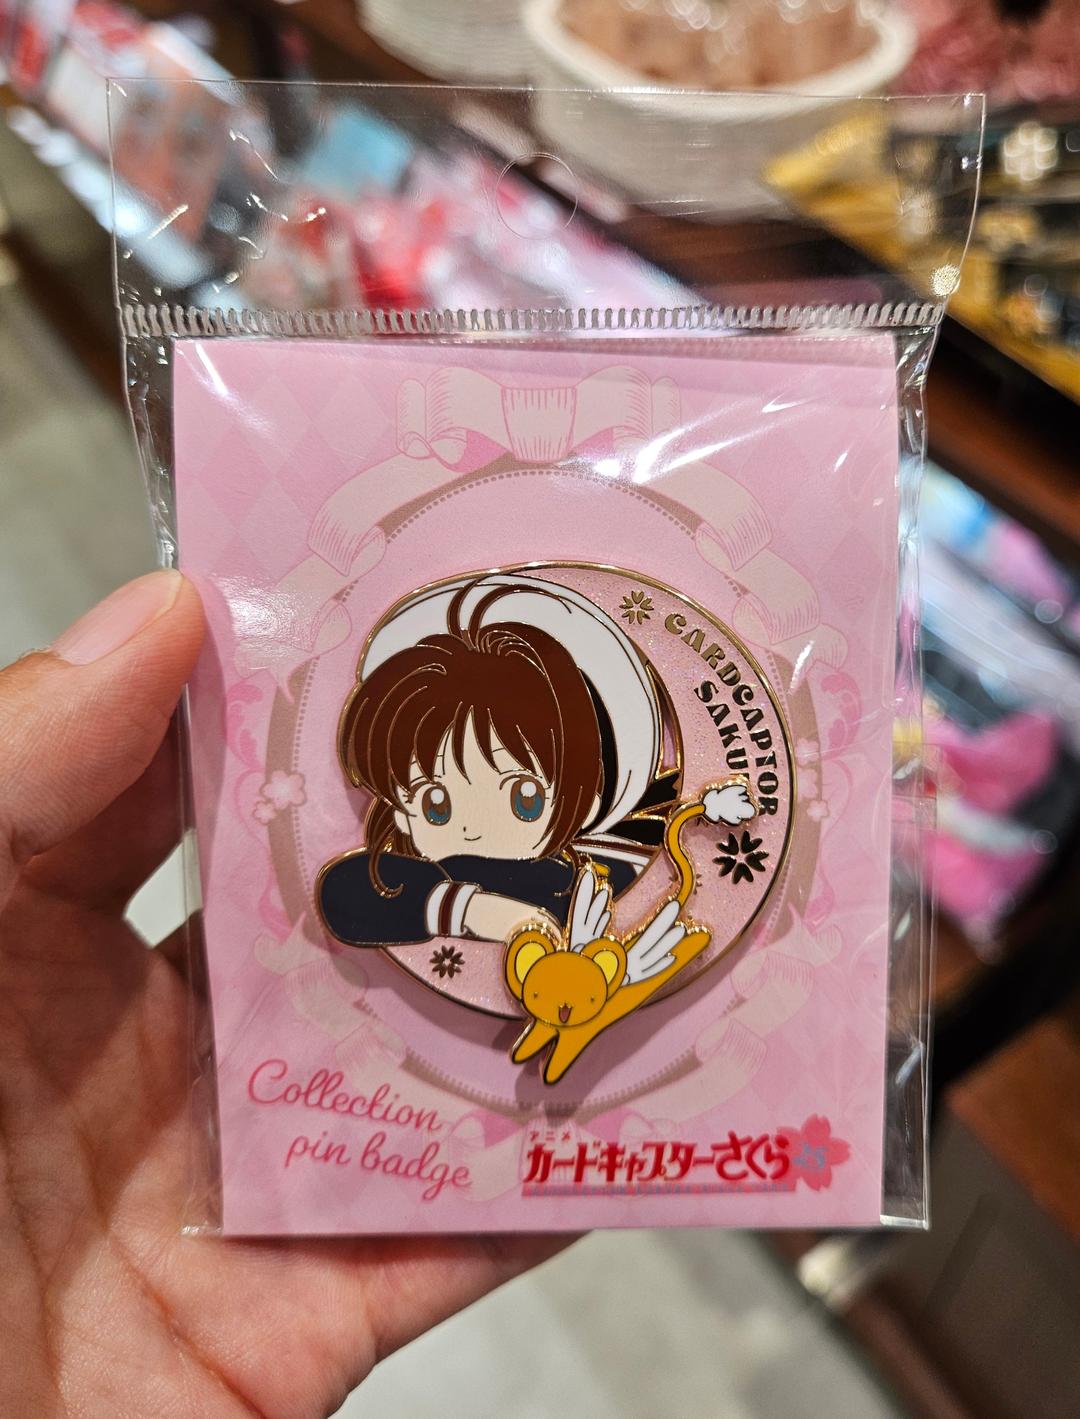 CARDCAPTOR
SAKU
Collection
pin badge
アニメ
カードキャプターさくら
25